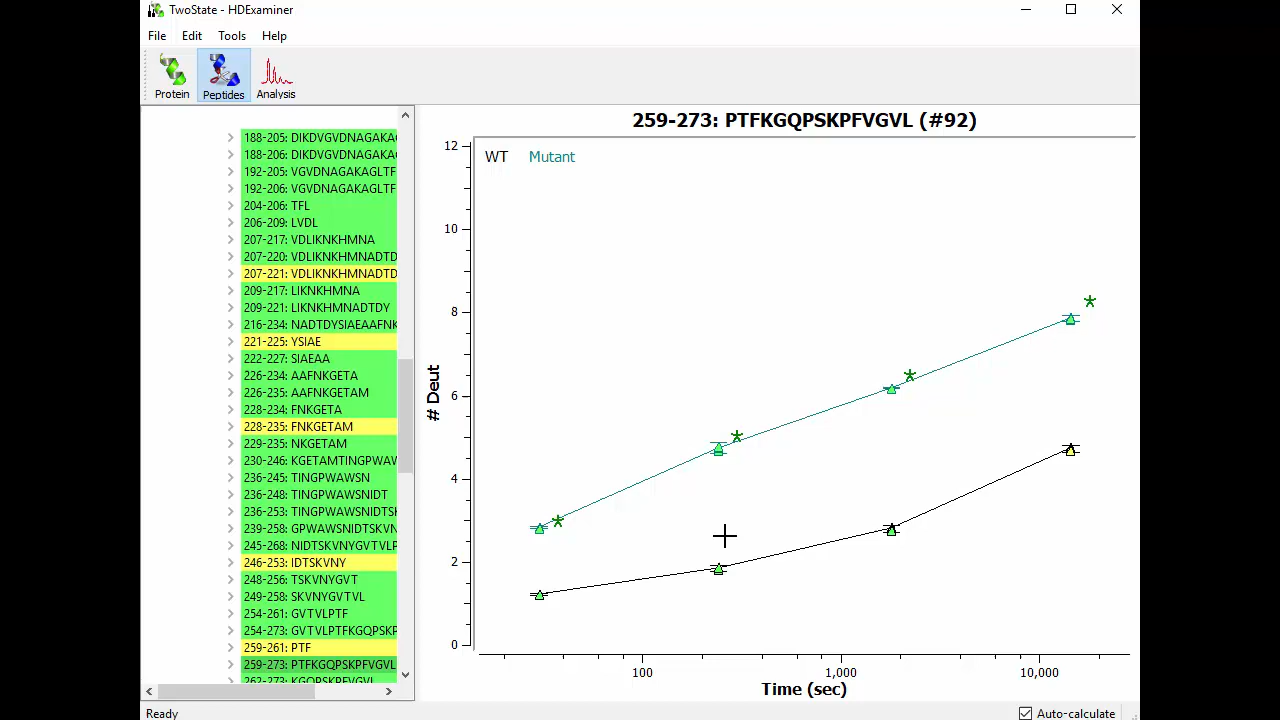 TwoState - HDExaminer
File Edit Tools Help
Protein Peptides Analysis
188-205: DIKDVGVDNAGAKA
188-206: DIKDVGVDNAGAKA
192-205: VGVDNAGAKAGLTF
192-206: VGVDNAGAKAGLTF
204-206: TFL
206-209: LVDL
207-217: VDLIKNKHMNA
207-220: VDLIKNKHMNADTD
207-221: VDLIKNKHMNADTD
209-217: LIKNKHMNA
209-221: LIKNKHMNADTDY
216-234: NADTDYSIAEAAFNK
221-225: YSIAE
222-227: SIAEAA
226-234: AAFNKGETA
226-235: AAFNKGETAM
228-234: FNKGETA
228-235: FNKGETAM
229-235: NKGETAM
230-246: KGETAMTINGPWAW
236-245: TINGPWAWSN
236-248: TINGPWAWSNIDT
236-253: TINGPWAWSNIDTSK
239-258: GPWAWSNIDTSKVN
245-268: NIDTSKVNYGVTVLP
246-253: IDTSKVNY
248-256: TSKVNYGVT
249-258: SKVNYGVTVL
254-261: GVTVLPTF
254-273: GVTVLPTFKGQPSKP
259-261: PTF
259-273: PTFKGQPSKPFVGVL
262-273: KGQPSKPFVGVL
259-273: PTFKGQPSKPFVGVL (#92)
WT Mutant
12
10
8
6
4
2
0
# Deut
100 1,000 10,000
Time (sec)
Ready
Auto-calculate